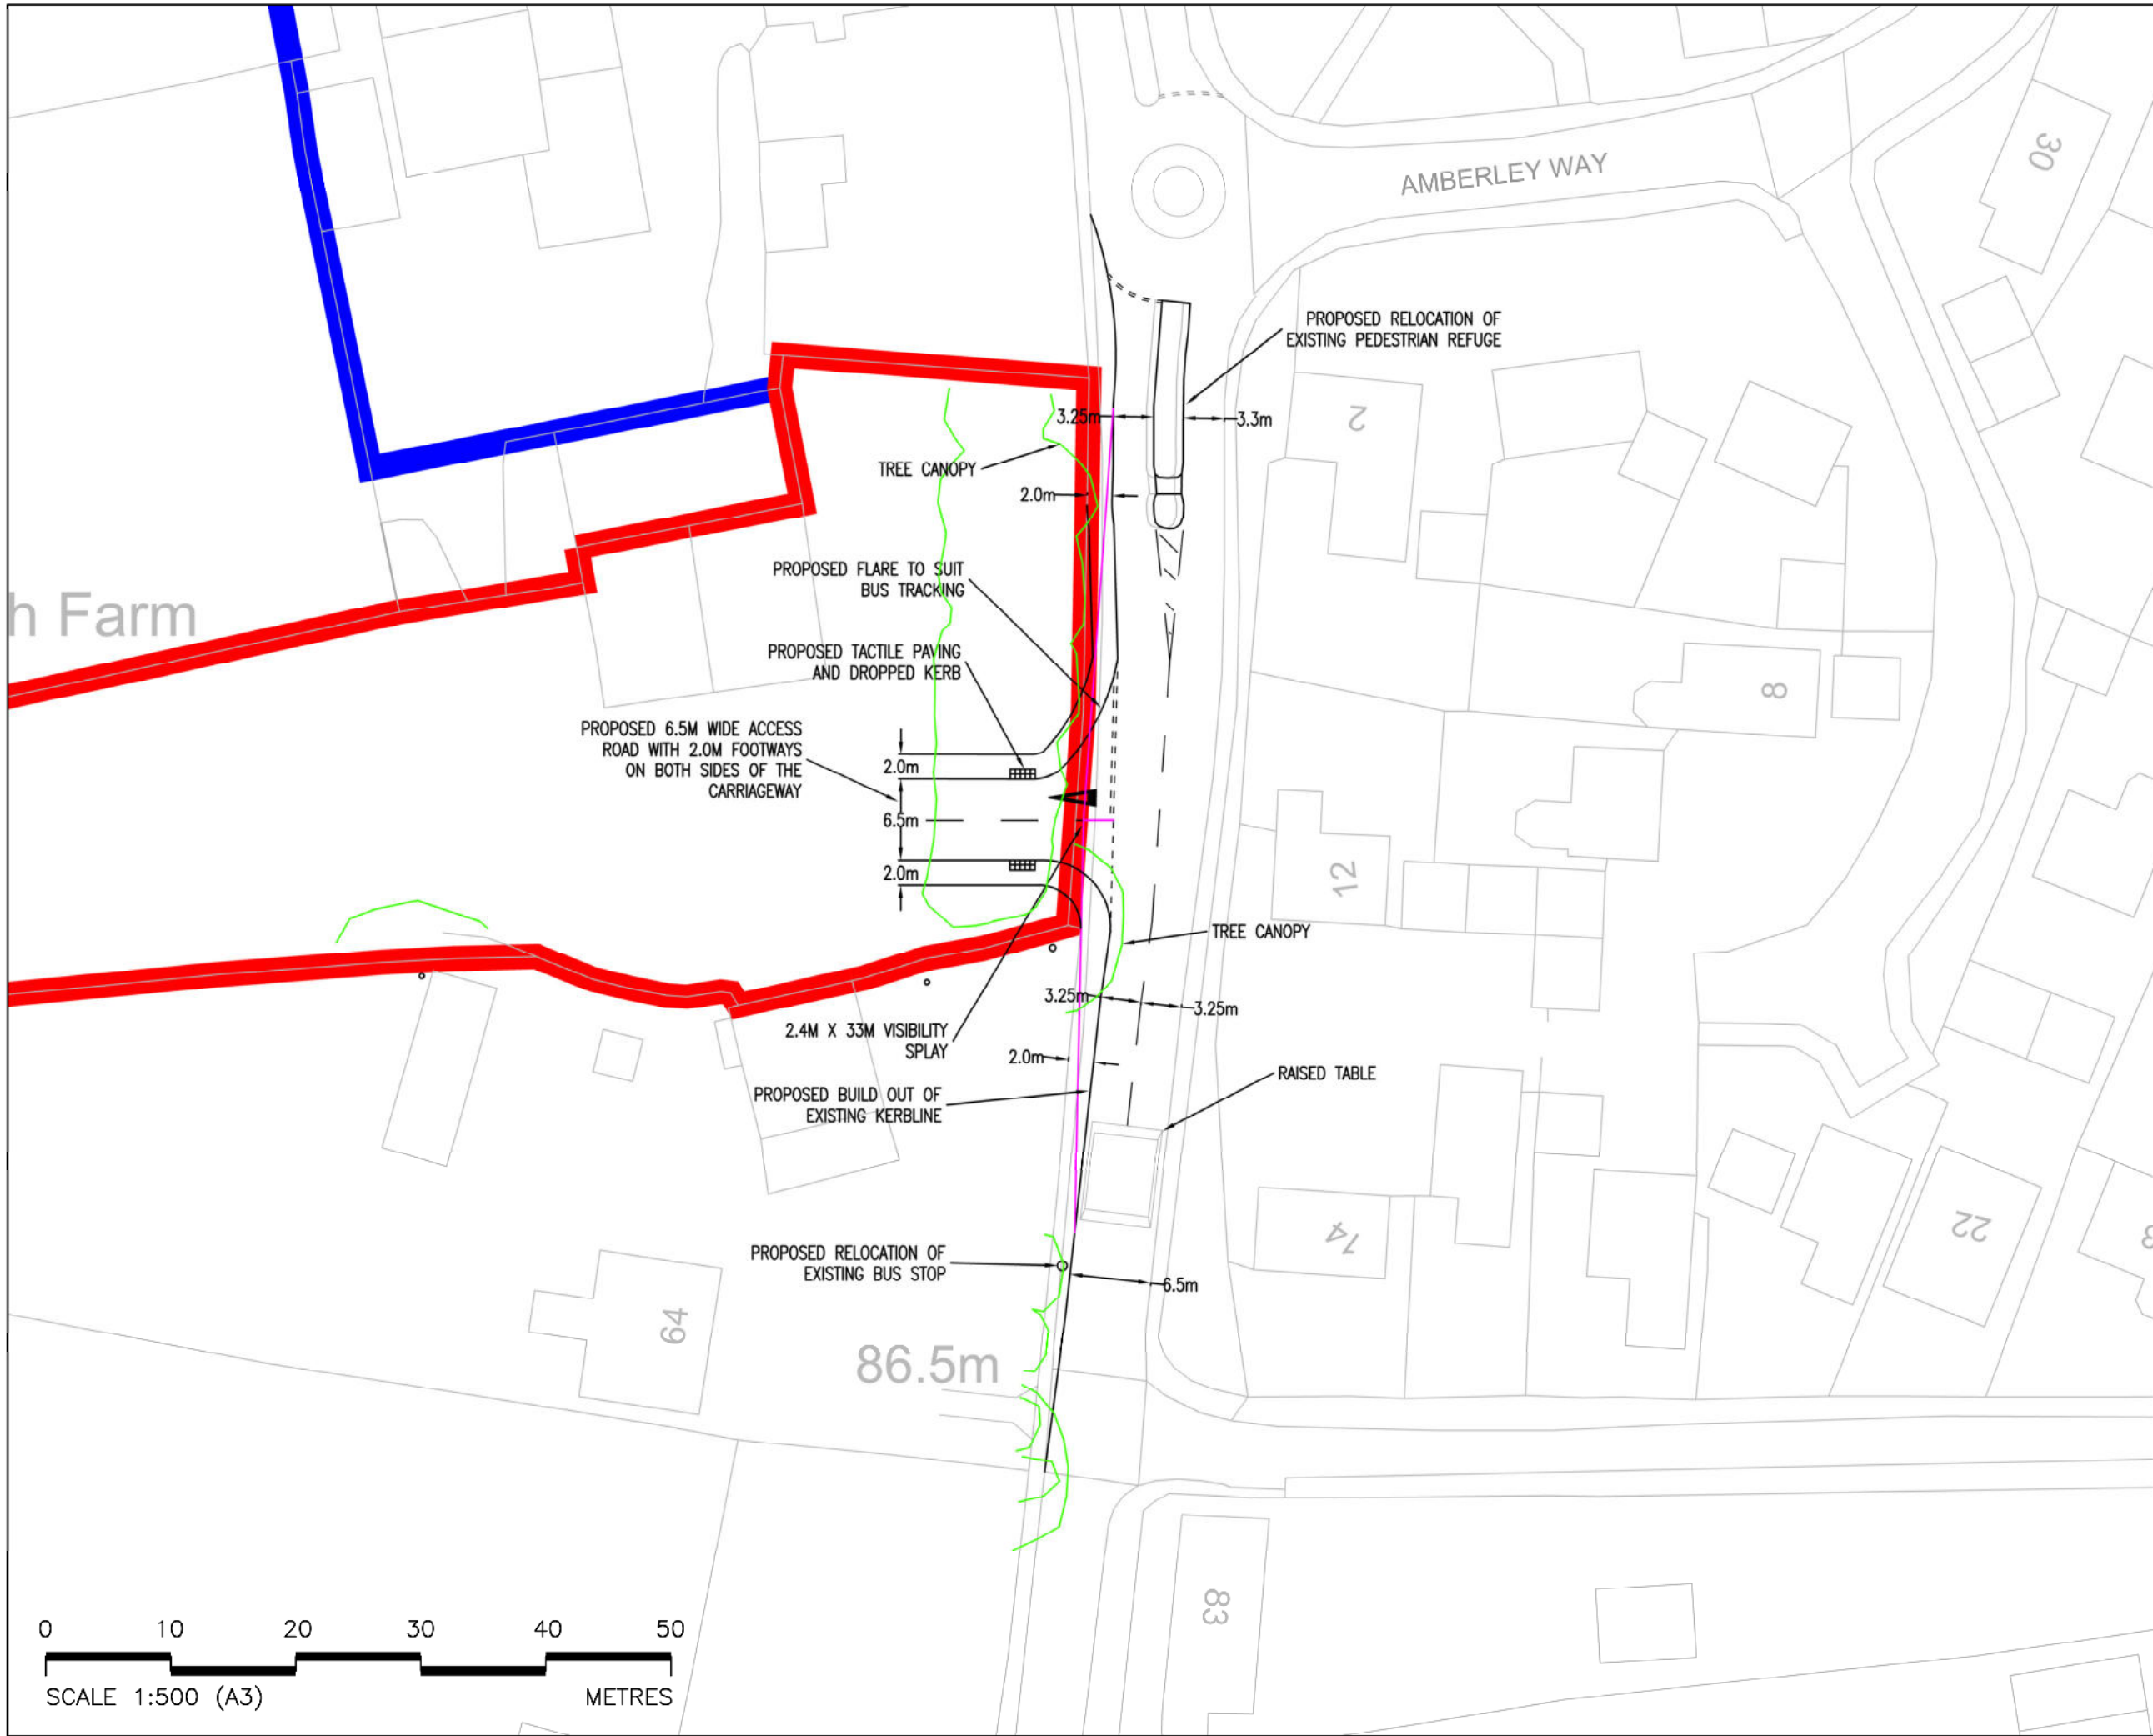 AMBERLEY WAY
30
PROPOSED RELOCATION OF
EXISTING PEDESTRIAN REFUGE
2
3.25m
3.3m
TREE CANOPY
2.0m
PROPOSED FLARE TO SUIT
BUS TRACKING
h Farm
PROPOSED TACTILE PAVING
AND DROPPED KERB
8
PROPOSED 6.5M WIDE ACCESS
ROAD WITH 2.0M FOOTWAYS
ON BOTH SIDES OF THE
CARRIAGEWAY
2.0m
6.5m
2.0m
12
TREE CANOPY
3.25m
3.25m
2.4M X 33M VISIBILITY
SPLAY
2.0m
RAISED TABLE
PROPOSED BUILD OUT OF
EXISTING KERBLINE
14
22
PROPOSED RELOCATION OF
EXISTING BUS STOP
6.5m
64
86.5m
83
0 10 20 30 40 50
SCALE 1:500 (A3) METRES